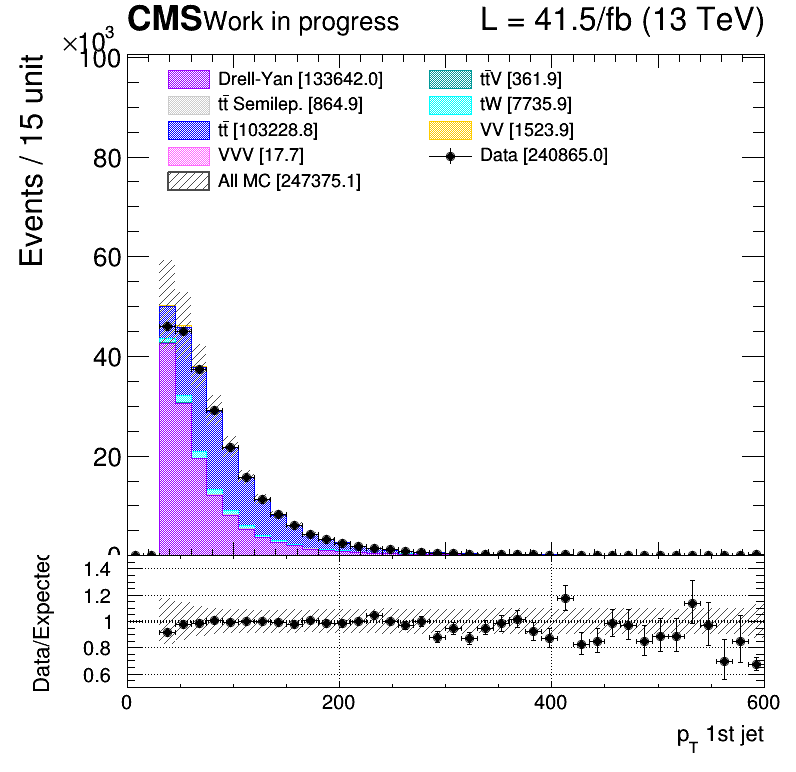 CMS Work in progress L = 41.5/fb (13 TeV)
×10³
Events / 15 unit
100
80
60
40
20
0
Drell-Yan [133642.0]
tt̄ Semilep. [864.9]
tt̄ [103228.8]
VVV [17.7]
All MC [247375.1]
tt̄V [361.9]
tW [7735.9]
VV [1523.9]
Data [240865.0]
Data/Expected
1.4
1.2
1
0.8
0.6
0 200 400 600
p_T 1st jet